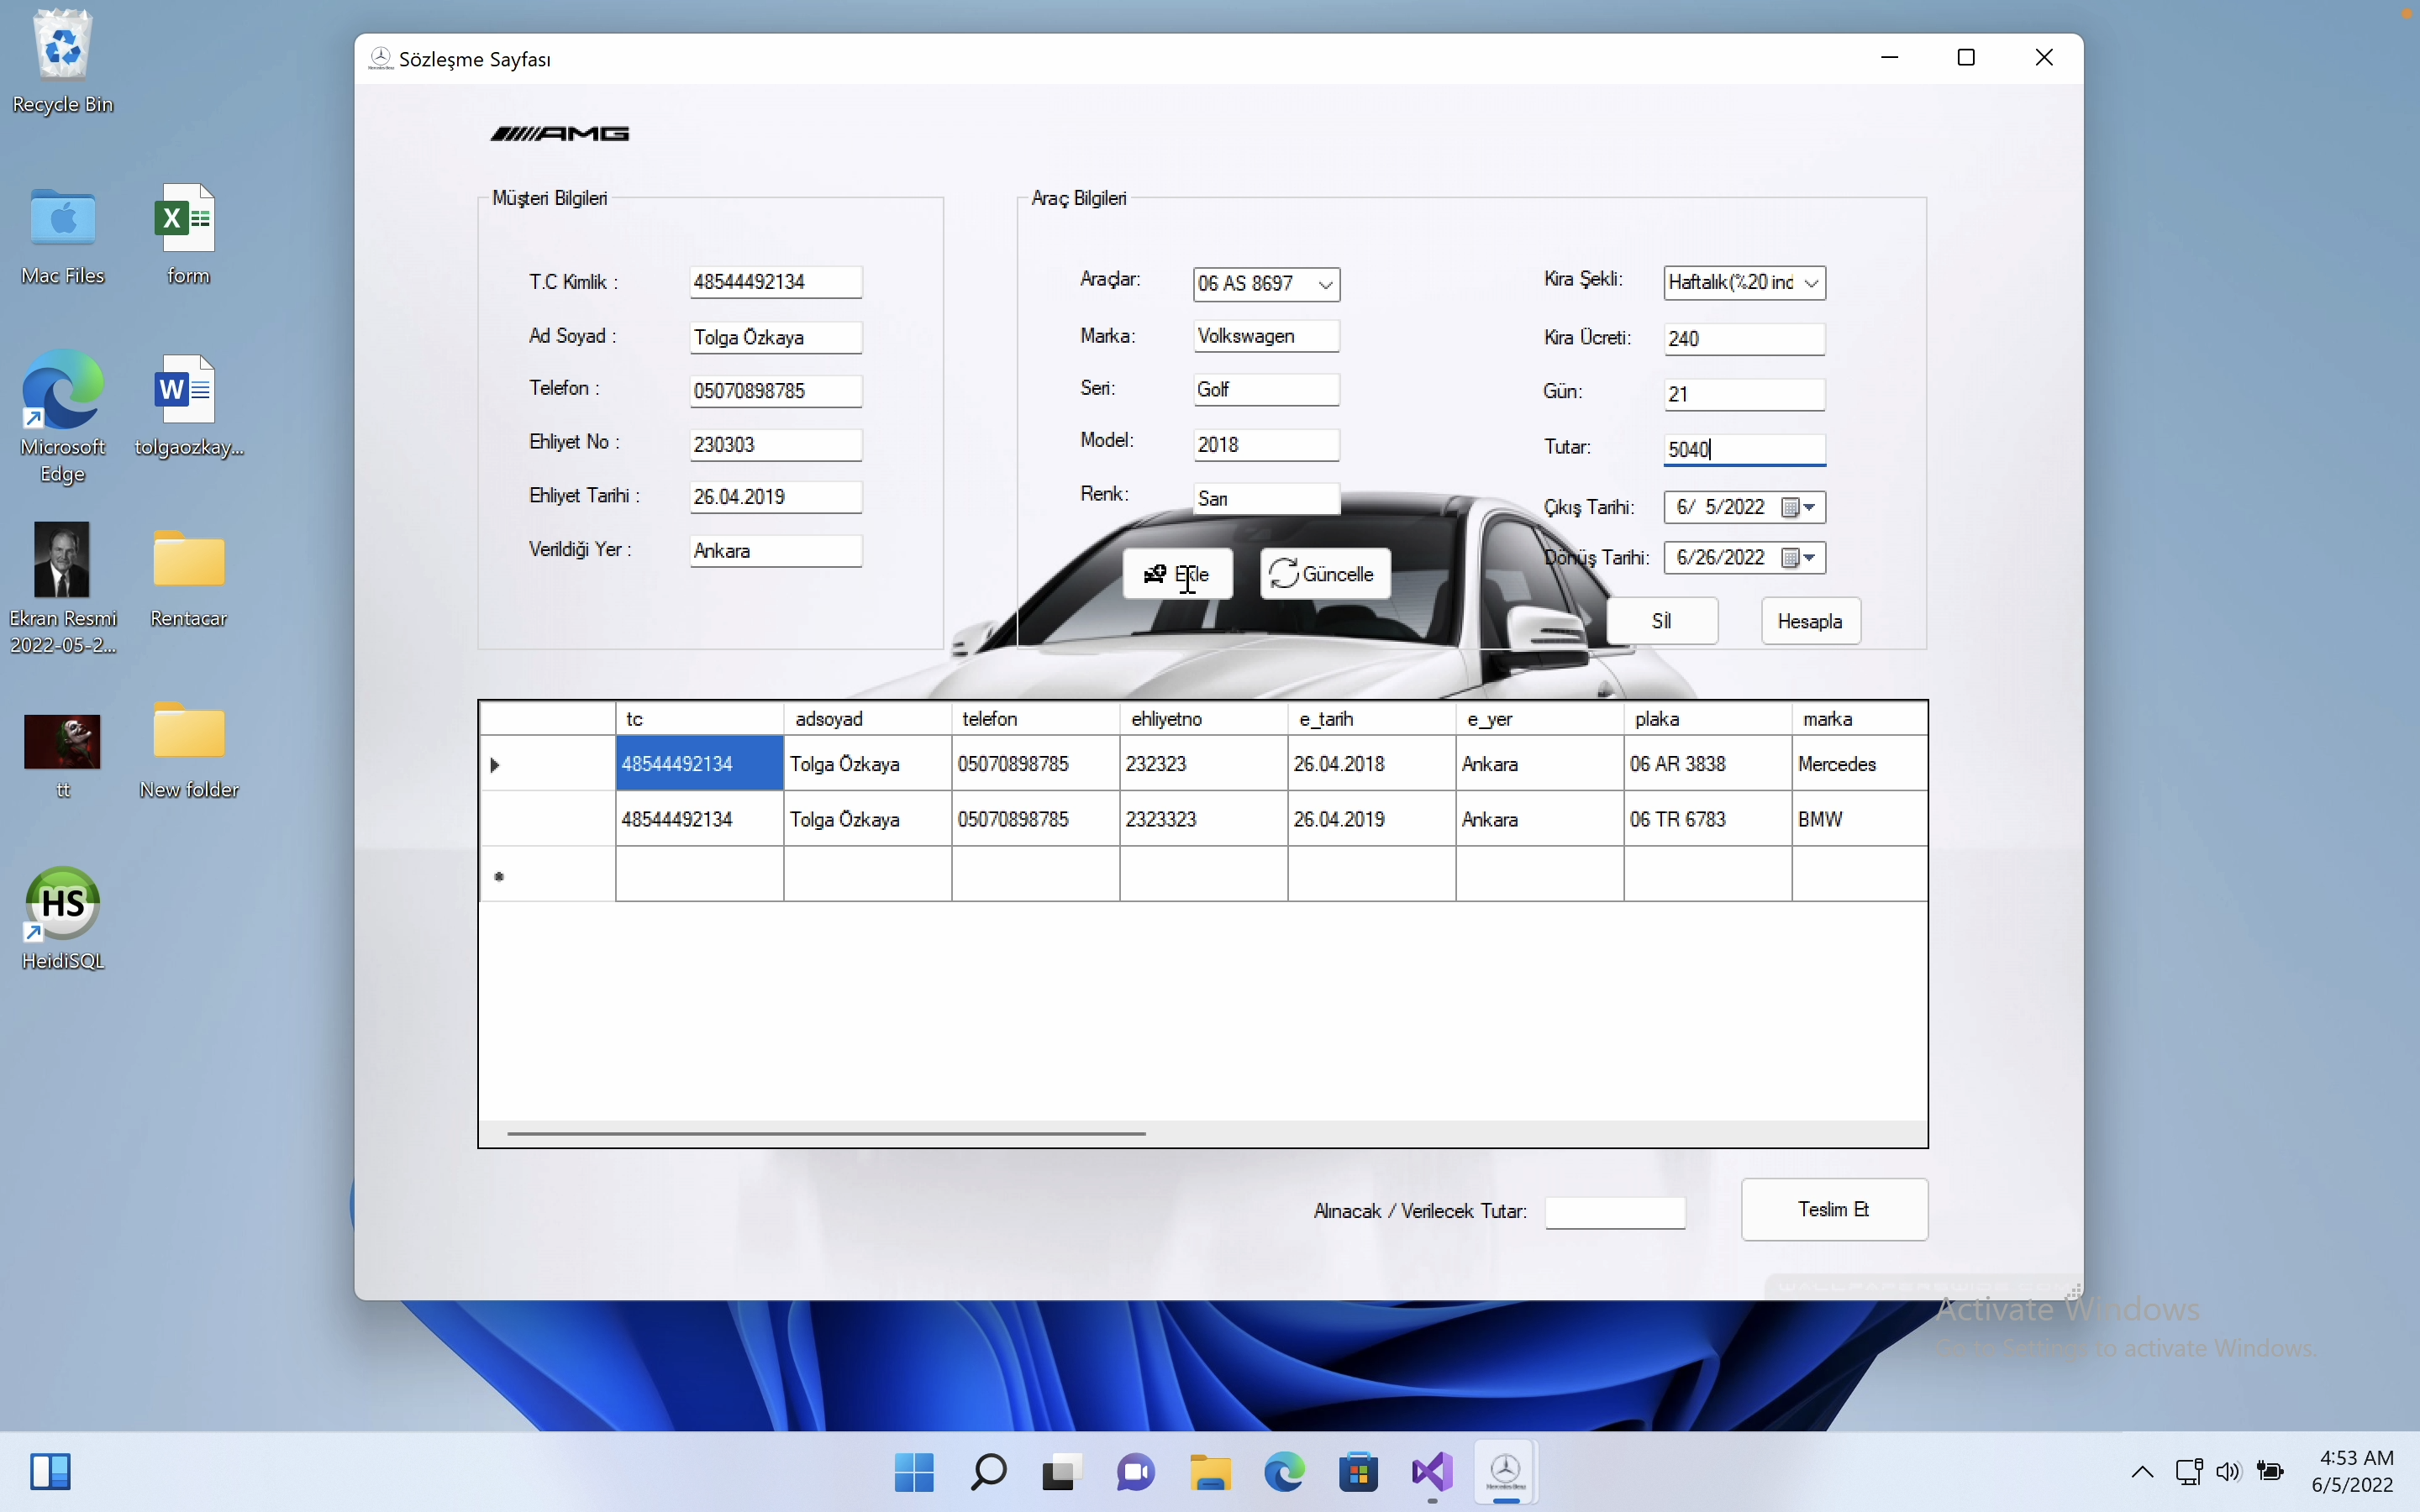 Sözleşme Sayfası
AMG
Müşteri Bilgileri
T.C Kimlik : 48544492134
Ad Soyad : Tolga Özkaya
Telefon : 05070898785
Ehliyet No : 230303
Ehliyet Tarihi : 26.04.2019
Verildiği Yer : Ankara
Araç Bilgileri
Araçlar: 06 AS 8697
Marka: Volkswagen
Seri: Golf
Model: 2018
Renk: Sarı
Kira Şekli: Haftalık(%20 ind
Kira Ücreti: 240
Gün: 21
Tutar: 5040
Çıkış Tarihi: 6/ 5/2022
Dönüş Tarihi: 6/26/2022
Ekle
Güncelle
Sil
Hesapla
tc adsoyad telefon ehliyetno e_tarih e_yer plaka marka
48544492134 Tolga Özkaya 05070898785 232323 26.04.2018 Ankara 06 AR 3838 Mercedes
48544492134 Tolga Özkaya 05070898785 2323323 26.04.2019 Ankara 06 TR 6783 BMW
Alınacak / Verilecek Tutar:
Teslim Et
Activate Windows
Go to Settings to activate Windows.
Recycle Bin
Mac Files
form
Microsoft
Edge
tolgaozkay...
Ekran Resmi
2022-05-2...
Rentacar
tt
New folder
HS
HeidiSQL
4:53 AM
6/5/2022